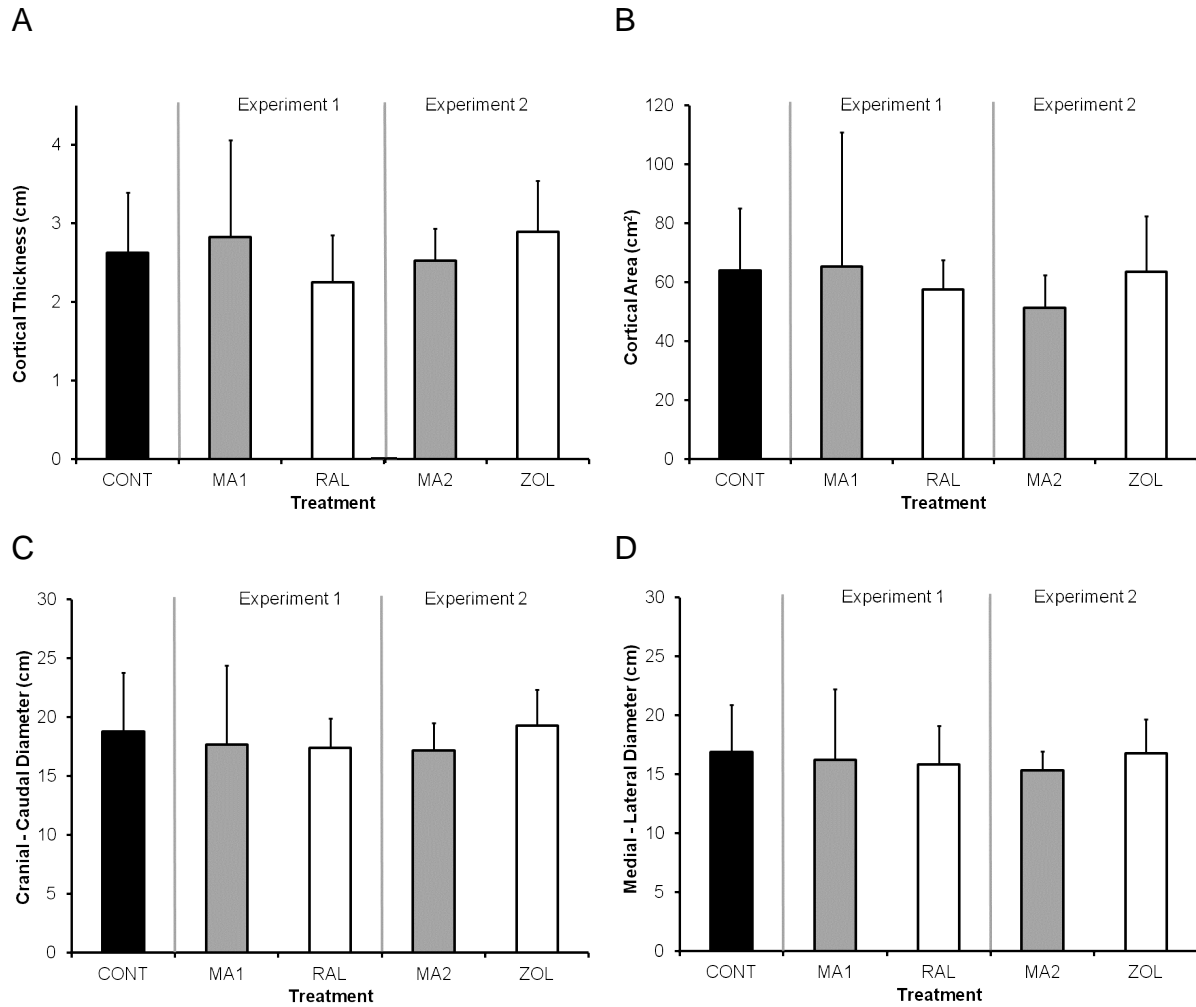 A
Experiment 1 Experiment 2
Cortical Thickness (cm)
4
3
2
1
0
CONT MA1 RAL MA2 ZOL
Treatment
B
Experiment 1 Experiment 2
Cortical Area (cm²)
120
100
80
60
40
20
0
CONT MA1 RAL MA2 ZOL
Treatment
C
Experiment 1 Experiment 2
Cranial - Caudal Diameter (cm)
30
25
20
15
10
5
0
CONT MA1 RAL MA2 ZOL
Treatment
D
Experiment 1 Experiment 2
Medial - Lateral Diameter (cm)
30
25
20
15
10
5
0
CONT MA1 RAL MA2 ZOL
Treatment